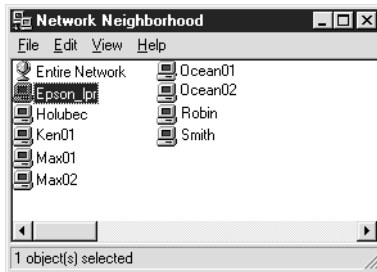 Network Neighborhood
File Edit View Help
Entire Network
Epson_lpr
Holubec
Ken01
Max01
Max02
Ocean01
Ocean02
Robin
Smith
1 object(s) selected